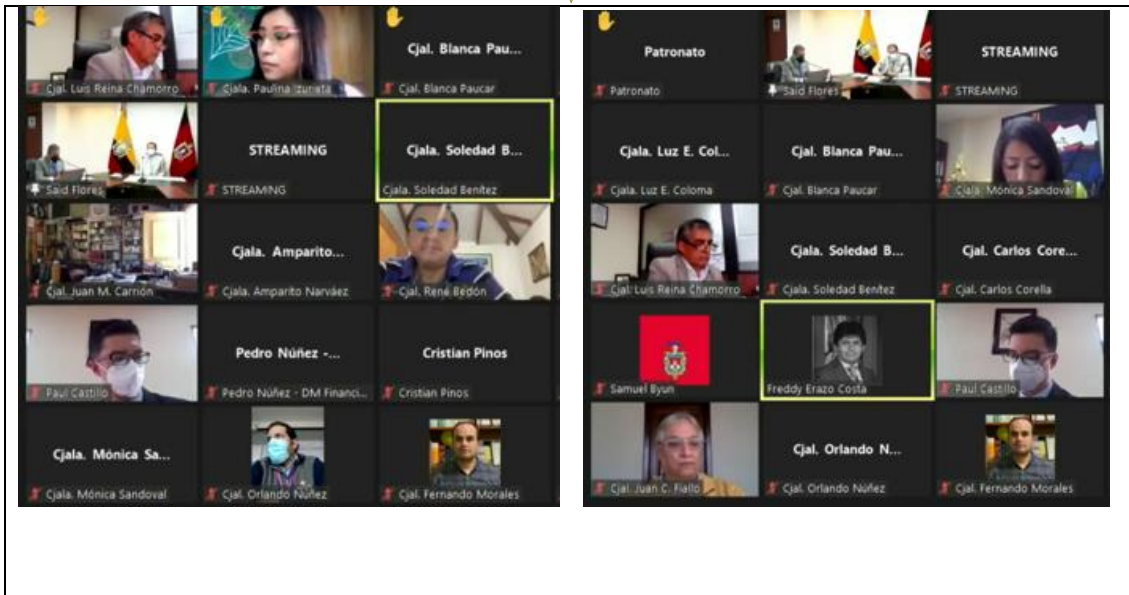 Cjal. Blanca Pau...
Cjal. Luis Reina Chamorro
Cjala. Paulina Izurieta
Cjal. Blanca Paucar
STREAMING
Cjala. Soledad B...
Said Flores
STREAMING
Cjala. Soledad Benítez
Cjala. Amparito...
Cjal. Juan M. Carrión
Cjala. Amparito Narváez
Cjal. René Bedón
Pedro Núñez -...
Cristian Pinos
Paul Castillo
Pedro Núñez - DM Financi...
Cristian Pinos
Cjala. Mónica Sa...
Cjala. Mónica Sandoval
Cjal. Orlando Núñez
Cjal. Fernando Morales
Patronato
STREAMING
Patronato
Said Flores
STREAMING
Cjala. Luz E. Col...
Cjal. Blanca Pau...
Cjala. Luz E. Coloma
Cjal. Blanca Paucar
Cjala. Mónica Sandoval
Cjala. Soledad B...
Cjal. Carlos Core...
Cjal. Luis Reina Chamorro
Cjala. Soledad Benítez
Cjal. Carlos Corella
Samuel Byun
Freddy Erazo Costa
Paul Castillo
Cjal. Orlando N...
Cjal. Juan C. Fiallo
Cjal. Orlando Núñez
Cjal. Fernando Morales